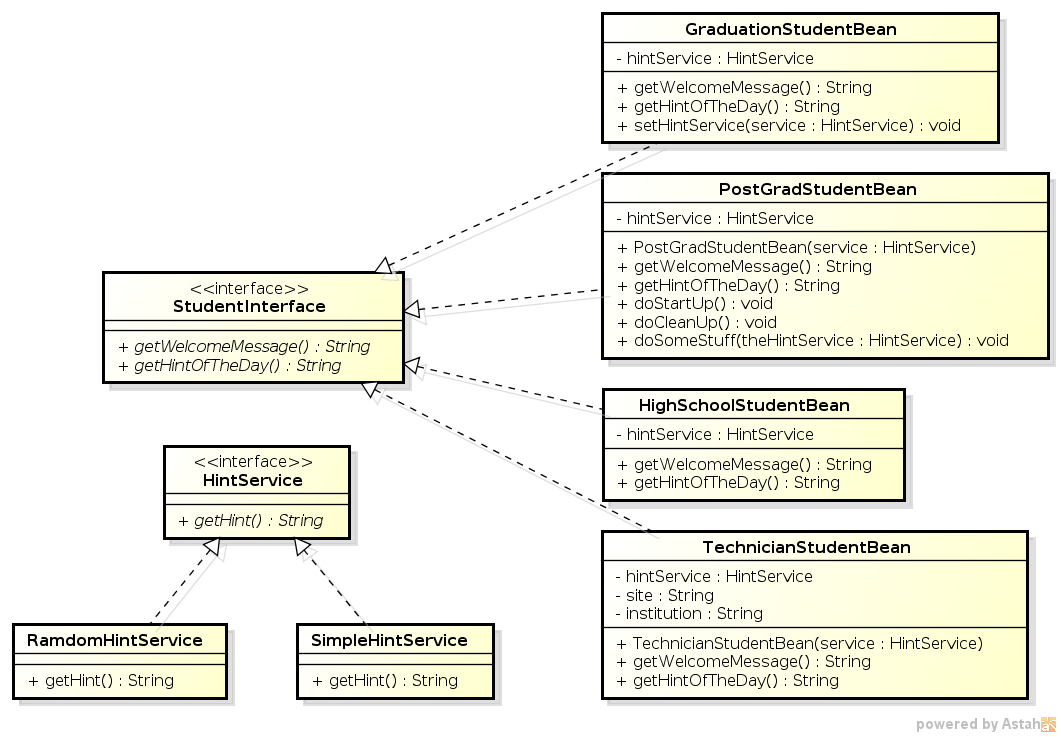 GraduationStudentBean
- hintService : HintService
+ getWelcomeMessage() : String
+ getHintOfTheDay() : String
+ setHintService(service : HintService) : void
PostGradStudentBean
- hintService : HintService
+ PostGradStudentBean(service : HintService)
+ getWelcomeMessage() : String
+ getHintOfTheDay() : String
+ doStartUp() : void
+ doCleanUp() : void
+ doSomeStuff(theHintService : HintService) : void
<<interface>>
StudentInterface
+ getWelcomeMessage() : String
+ getHintOfTheDay() : String
HighSchoolStudentBean
- hintService : HintService
+ getWelcomeMessage() : String
+ getHintOfTheDay() : String
<<interface>>
HintService
+ getHint() : String
TechnicianStudentBean
- hintService : HintService
- site : String
- institution : String
+ TechnicianStudentBean(service : HintService)
+ getWelcomeMessage() : String
+ getHintOfTheDay() : String
RamdomHintService
+ getHint() : String
SimpleHintService
+ getHint() : String
powered by Astah